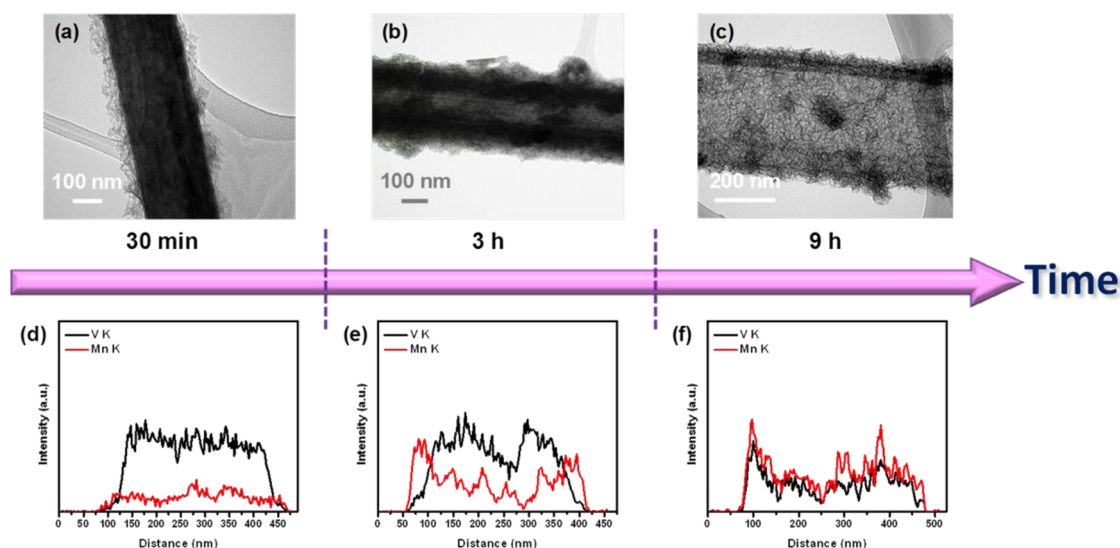 (a)
100 nm
(b)
100 nm
(c)
200 nm
30 min
3 h
9 h
Time
(d)
V K
Mn K
Intensity (a.u.)
0 50 100 150 200 250 300 350 400 450
Distance (nm)
(e)
V K
Mn K
Intensity (a.u.)
0 50 100 150 200 250 300 350 400 450
Distance (nm)
(f)
V K
Mn K
Intensity (a.u.)
0 100 200 300 400 500
Distance (nm)